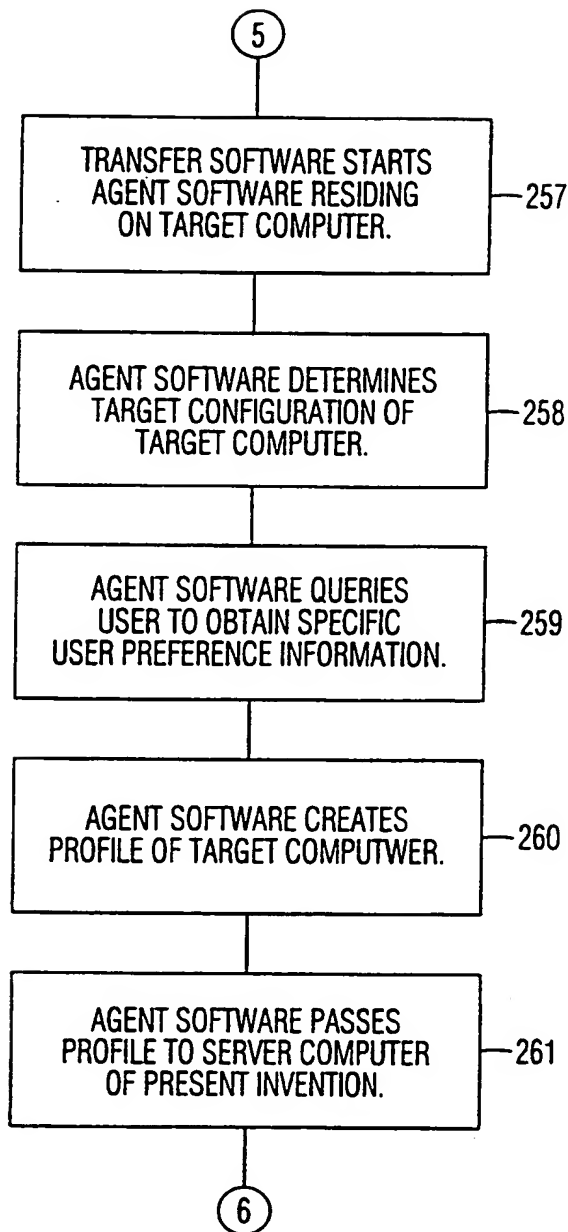 5
TRANSFER SOFTWARE STARTS
AGENT SOFTWARE RESIDING
ON TARGET COMPUTER.
257
AGENT SOFTWARE DETERMINES
TARGET CONFIGURATION OF
TARGET COMPUTER.
258
AGENT SOFTWARE QUERIES
USER TO OBTAIN SPECIFIC
USER PREFERENCE INFORMATION.
259
AGENT SOFTWARE CREATES
PROFILE OF TARGET COMPUTWER.
260
AGENT SOFTWARE PASSES
PROFILE TO SERVER COMPUTER
OF PRESENT INVENTION.
261
6